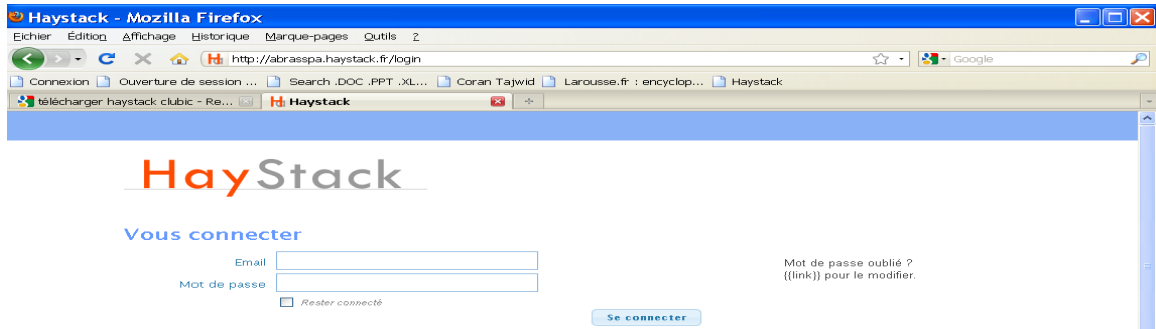 Haystack - Mozilla Firefox
Fichier Édition Affichage Historique Marque-pages Outils ?
http://abrasspa.haystack.fr/login Google
Connexion Ouverture de session ... Search .DOC .PPT .XL... Coran Tajwid Larousse.fr : encyclop... Haystack
télécharger haystack clubic - Re... Haystack
HayStack
Vous connecter
Email
Mot de passe oublié ?
{{link}} pour le modifier.
Mot de passe
Rester connecté
Se connecter